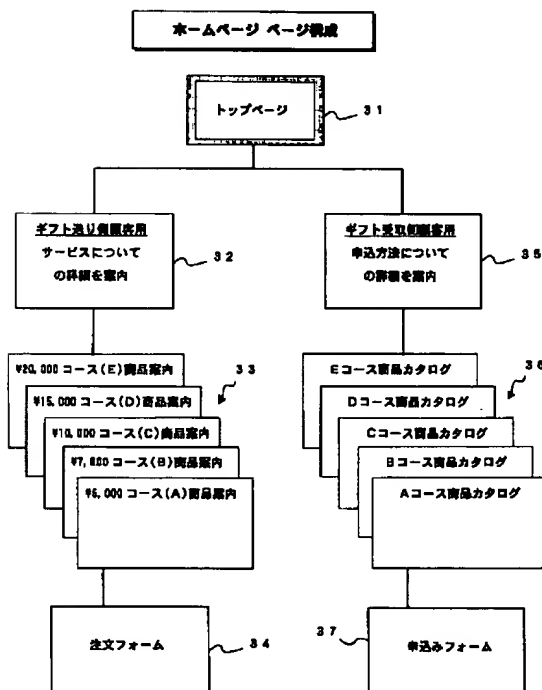 ホームページ ページ構成
トップページ
31
ギフト送り側顧客用
サービスについて
の詳細を案内
32
ギフト受取側顧客用
申込方法について
の詳細を案内
35
¥20,000 コース(E)商品案内
¥15,000 コース(D)商品案内
¥10,000 コース(C)商品案内
コース(B)商品案内
コース(A)商品案内
33
Eコース商品カタログ
Dコース商品カタログ
Cコース商品カタログ
Bコース商品カタログ
Aコース商品カタログ
36
注文フォーム
34
37
申込みフォーム